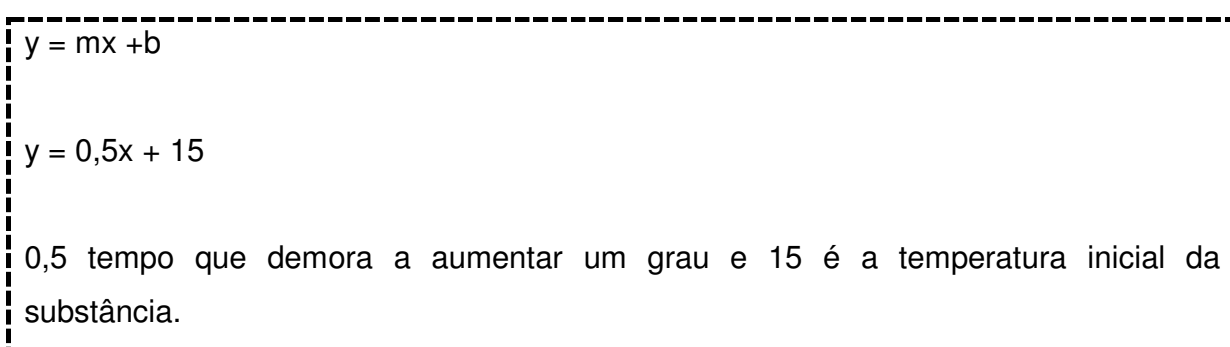 y = mx +b
y = 0,5x + 15
0,5 tempo que demora a aumentar um grau e 15 é a temperatura inicial da
substância.